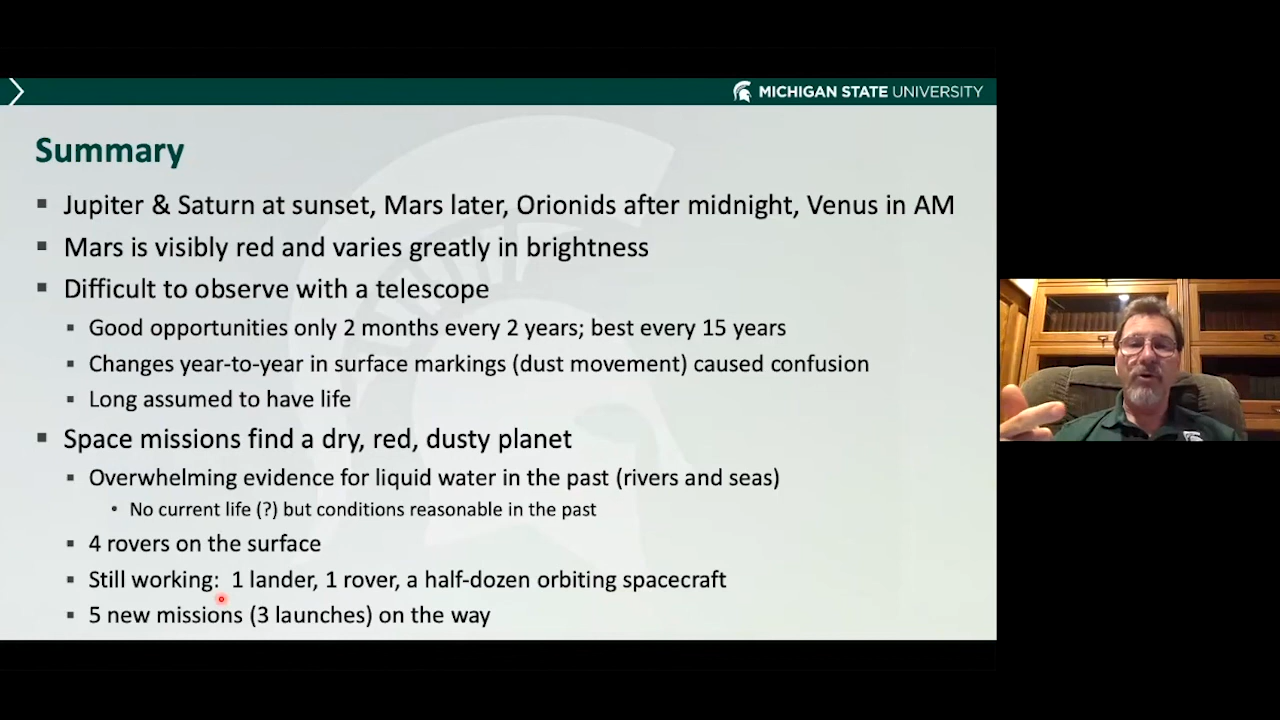 MICHIGAN STATE UNIVERSITY
Summary
Jupiter & Saturn at sunset, Mars later, Orionids after midnight, Venus in AM
Mars is visibly red and varies greatly in brightness
Difficult to observe with a telescope
Good opportunities only 2 months every 2 years; best every 15 years
Changes year-to-year in surface markings (dust movement) caused confusion
Long assumed to have life
Space missions find a dry, red, dusty planet
Overwhelming evidence for liquid water in the past (rivers and seas)
No current life (?) but conditions reasonable in the past
4 rovers on the surface
Still working: 1 lander, 1 rover, a half-dozen orbiting spacecraft
5 new missions (3 launches) on the way